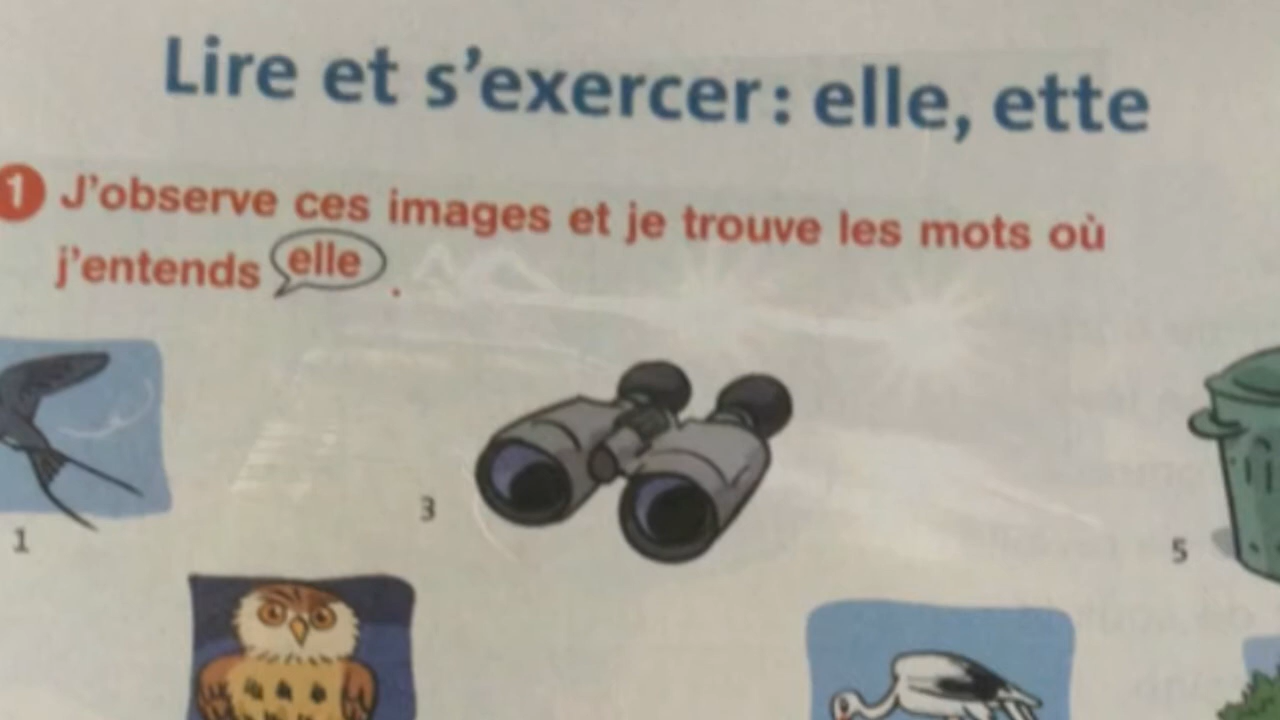 Lire et s'exercer : elle, ette
1 J'observe ces images et je trouve les mots où
j'entends elle .
3
1
5